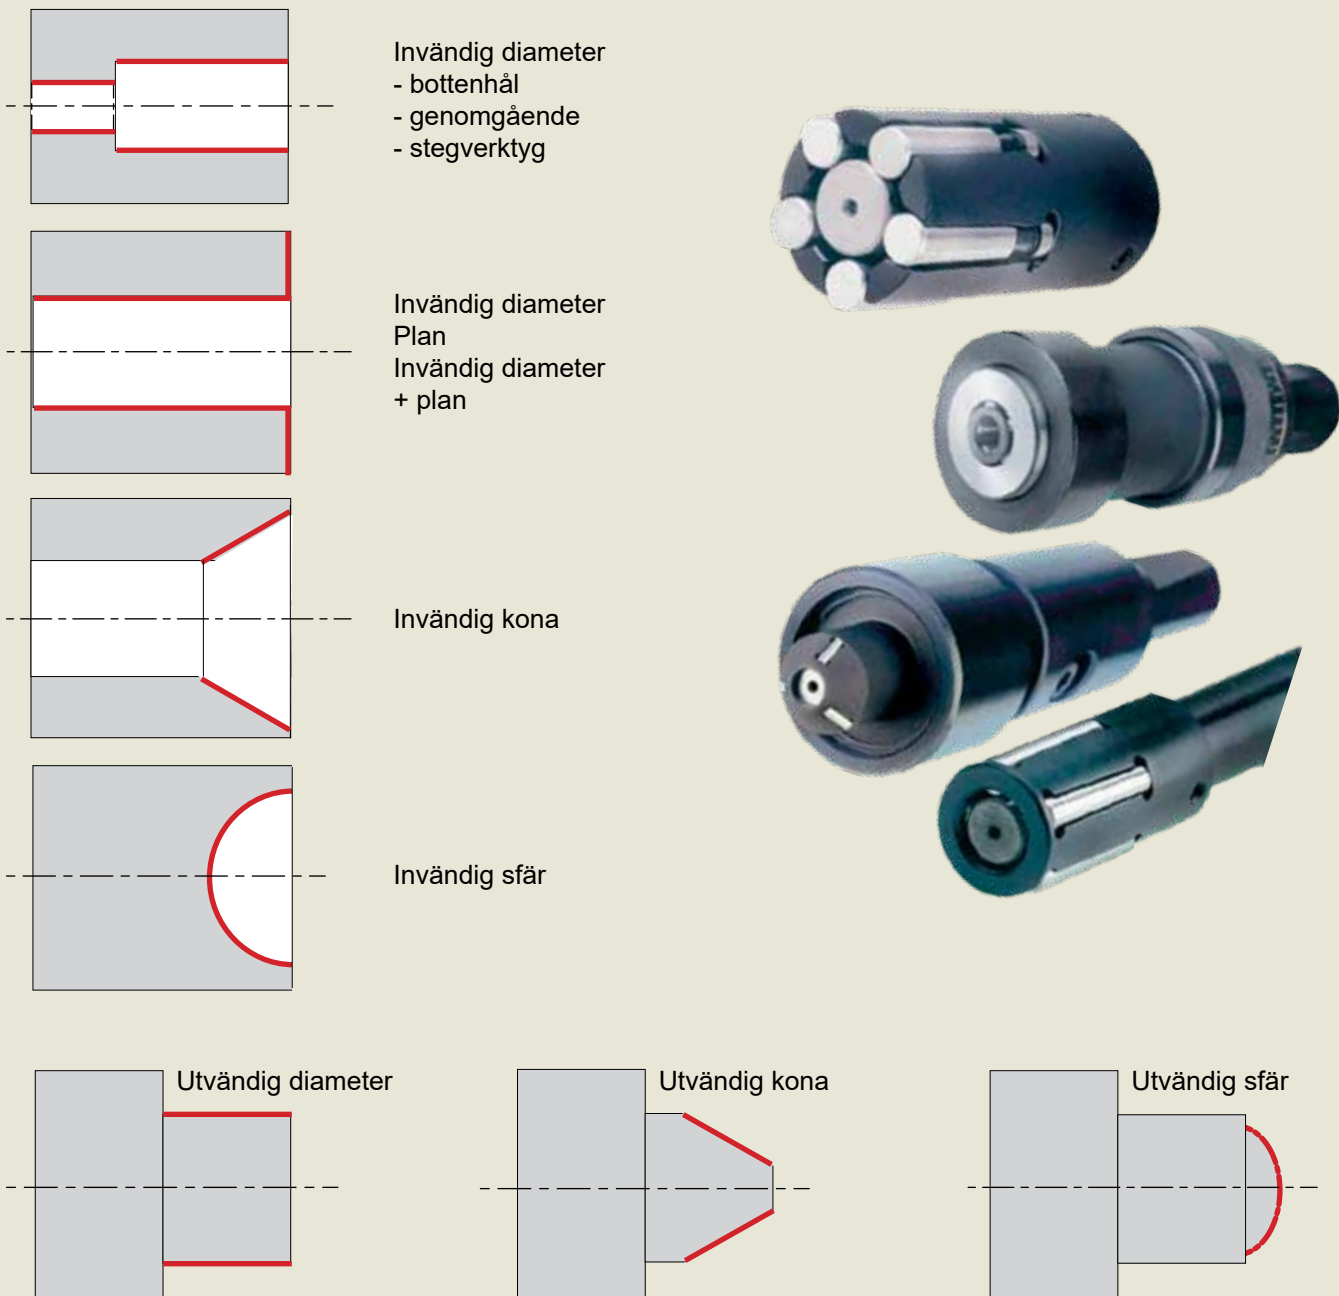 Invändig diameter
- bottenhål
- genomgående
- stegverktyg
Invändig diameter
Plan
Invändig diameter
+ plan
Invändig kona
Invändig sfär
Utvändig diameter
Utvändig kona
Utvändig sfär